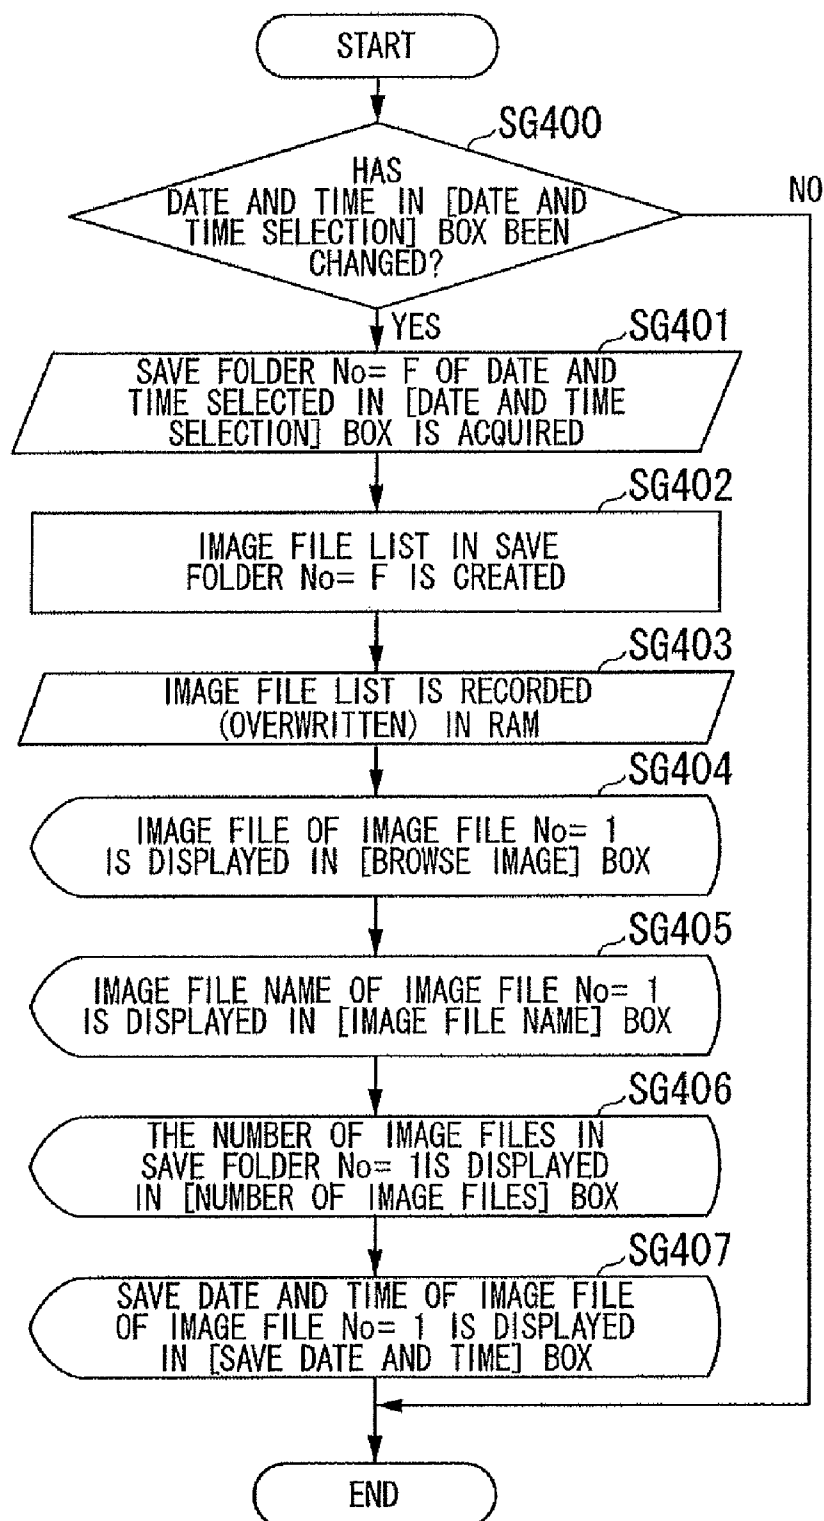 START
SG400
HAS
DATE AND TIME IN [DATE AND
TIME SELECTION] BOX BEEN
CHANGED?
NO
YES
SG401
SAVE FOLDER No= F OF DATE AND
TIME SELECTED IN [DATE AND TIME
SELECTION] BOX IS ACQUIRED
SG402
IMAGE FILE LIST IN SAVE
FOLDER No= F IS CREATED
SG403
IMAGE FILE LIST IS RECORDED
(OVERWRITTEN) IN RAM
SG404
IMAGE FILE OF IMAGE FILE No= 1
IS DISPLAYED IN [BROWSE IMAGE] BOX
SG405
IMAGE FILE NAME OF IMAGE FILE No= 1
IS DISPLAYED IN [IMAGE FILE NAME] BOX
SG406
THE NUMBER OF IMAGE FILES IN
SAVE FOLDER No= 1IS DISPLAYED
IN [NUMBER OF IMAGE FILES] BOX
SG407
SAVE DATE AND TIME OF IMAGE FILE
OF IMAGE FILE No= 1 IS DISPLAYED
IN [SAVE DATE AND TIME] BOX
END